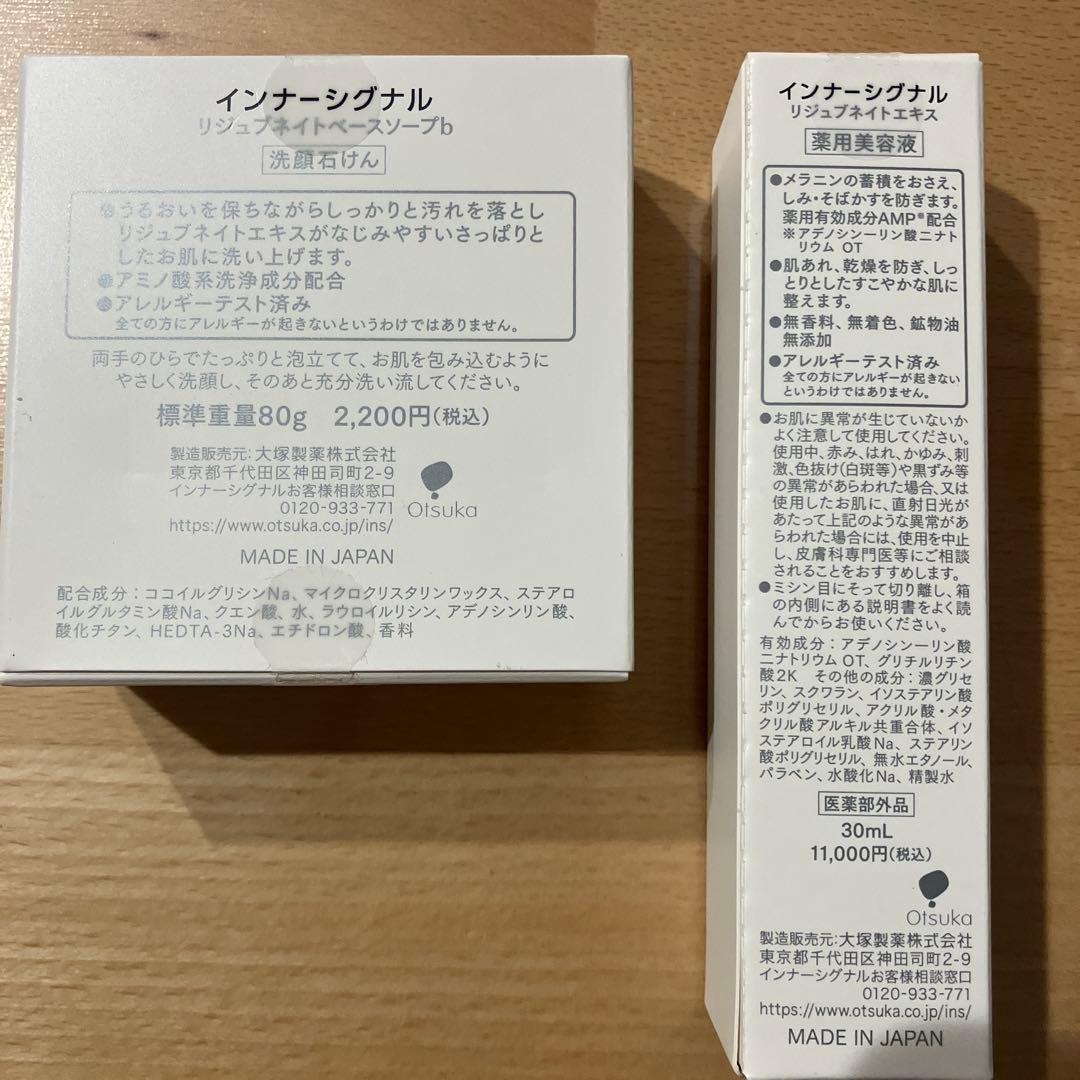 インナーシグナル
リジュブネイトベースソープb
洗顔石けん
●うるおいを保ちながらしっかりと汚れを落とし
リジュブネイトエキスがなじみやすいさっぱりと
したお肌に洗い上げます。
●アミノ酸系洗浄成分配合
●アレルギーテスト済み
全ての方にアレルギーが起きないというわけではありません。
両手のひらでたっぷりと泡立てて、お肌を包み込むように
やさしく洗顔し、そのあと充分洗い流してください。
標準重量80g 2,200円(税込)
製造販売元:大塚製薬株式会社
東京都千代田区神田司町2-9
インナーシグナルお客様相談窓口
0120-933-771
https://www.otsuka.co.jp/ins/
Otsuka
MADE IN JAPAN
配合成分:ココイルグリシンNa、マイクロクリスタリンワックス、ステアロ
イルグルタミン酸Na、クエン酸、水、ラウロイルリシン、アデノシンリン酸、
酸化チタン、HEDTA-3Na、エチドロン酸、香料
インナーシグナル
リジュブネイトエキス
薬用美容液
●メラニンの蓄積をおさえ、
しみ・そばかすを防ぎます。
薬用有効成分AMP※配合
※アデノシン一リン酸二ナト
リウム OT
●肌あれ、乾燥を防ぎ、しっ
とりとしたすこやかな肌に
整えます。
●無香料、無着色、鉱物油
無添加
●アレルギーテスト済み
全ての方にアレルギーが起きない
というわけではありません。
●お肌に異常が生じていないか
よく注意して使用してください。
使用中、赤み、はれ、かゆみ、刺
激、色抜け(白斑等)や黒ずみ等
の異常があらわれた場合、又は
使用したお肌に、直射日光が
あたって上記のような異常があ
らわれた場合には、使用を中止
し、皮膚科専門医等にご相談
されることをおすすめします。
●ミシン目にそって切り離し、箱
の内側にある説明書をよく読
んでからお使いください。
有効成分:アデノシン一リン酸
二ナトリウム OT、グリチルリチン
酸2K その他の成分:濃グリセ
リン、スクワラン、イソステアリン酸
ポリグリセリル、アクリル酸・メタ
クリル酸アルキル共重合体、イソ
ステアロイル乳酸Na、ステアリン
酸ポリグリセリル、無水エタノール、
パラベン、水酸化Na、精製水
医薬部外品
30mL
11,000円(税込)
Otsuka
製造販売元:大塚製薬株式会社
東京都千代田区神田司町2-9
インナーシグナルお客様相談窓口
0120-933-771
https://www.otsuka.co.jp/ins/
MADE IN JAPAN